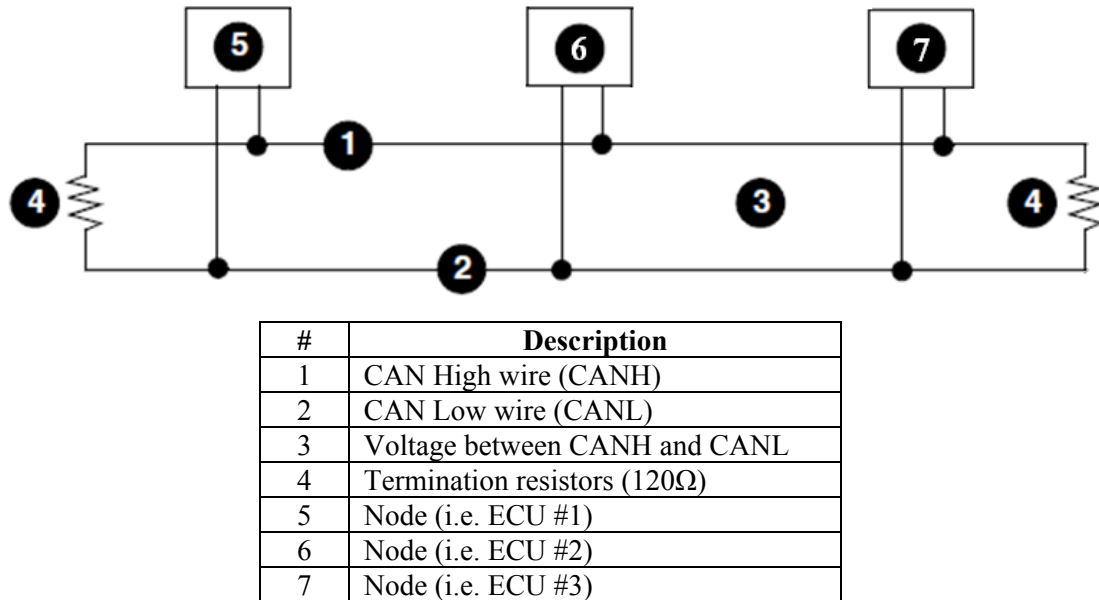 5 6 7
1
4 3 4
2
# Description
1 CAN High wire (CANH)
2 CAN Low wire (CANL)
3 Voltage between CANH and CANL
4 Termination resistors (120Ω)
5 Node (i.e. ECU #1)
6 Node (i.e. ECU #2)
7 Node (i.e. ECU #3)